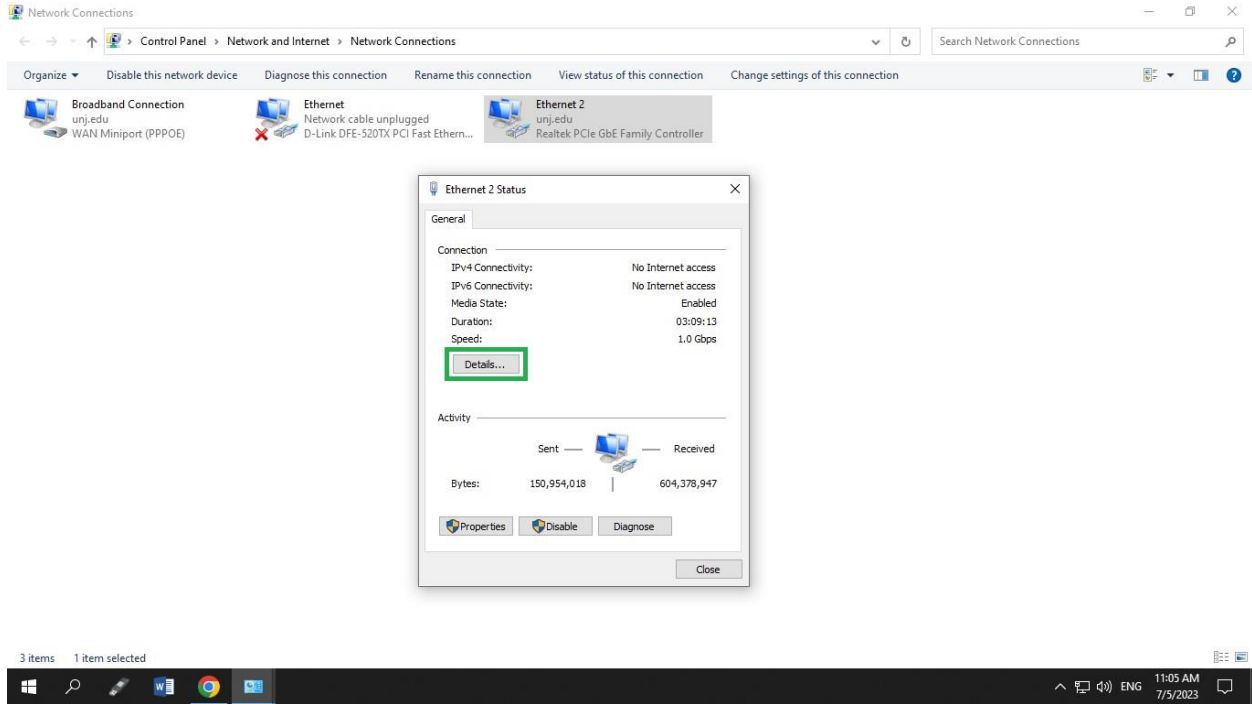 Network Connections
Control Panel > Network and Internet > Network Connections
Search Network Connections
Organize Disable this network device Diagnose this connection Rename this connection View status of this connection Change settings of this connection
Broadband Connection
unj.edu
WAN Miniport (PPPOE)
Ethernet
Network cable unplugged
D-Link DFE-520TX PCI Fast Ethern...
Ethernet 2
unj.edu
Realtek PCIe GbE Family Controller
Ethernet 2 Status
General
Connection
IPv4 Connectivity: No Internet access
IPv6 Connectivity: No Internet access
Media State: Enabled
Duration: 03:09:13
Speed: 1.0 Gbps
Details...
Activity
Sent Received
Bytes: 150,954,018 604,378,947
Properties Disable Diagnose
Close
3 items 1 item selected
ENG
11:05 AM
7/5/2023